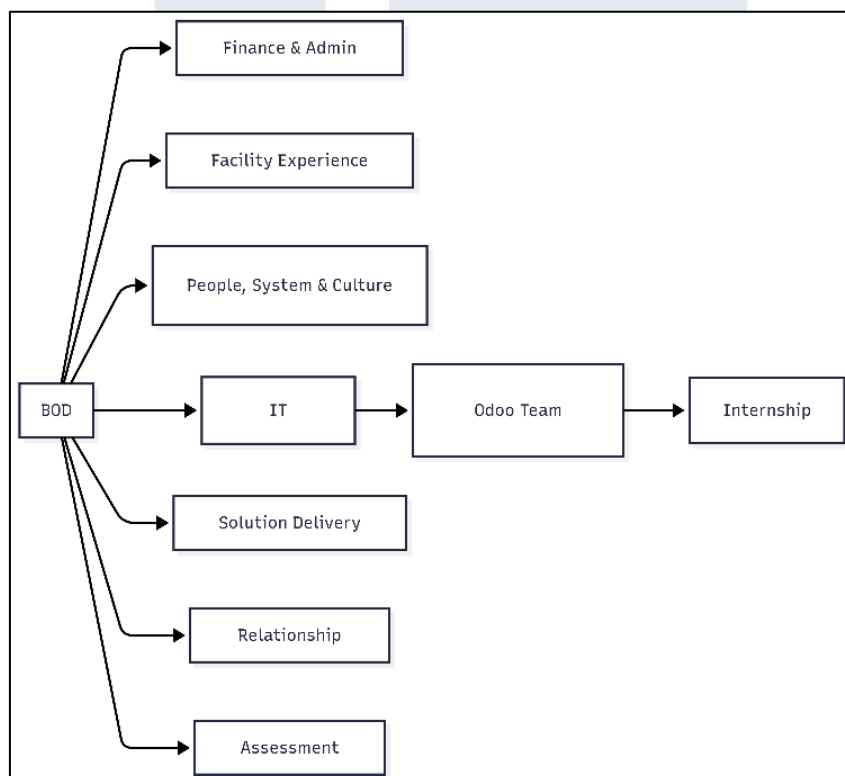 Finance & Admin
Facility Experience
People, System & Culture
BOD
IT
Odoo Team
Internship
Solution Delivery
Relationship
Assessment